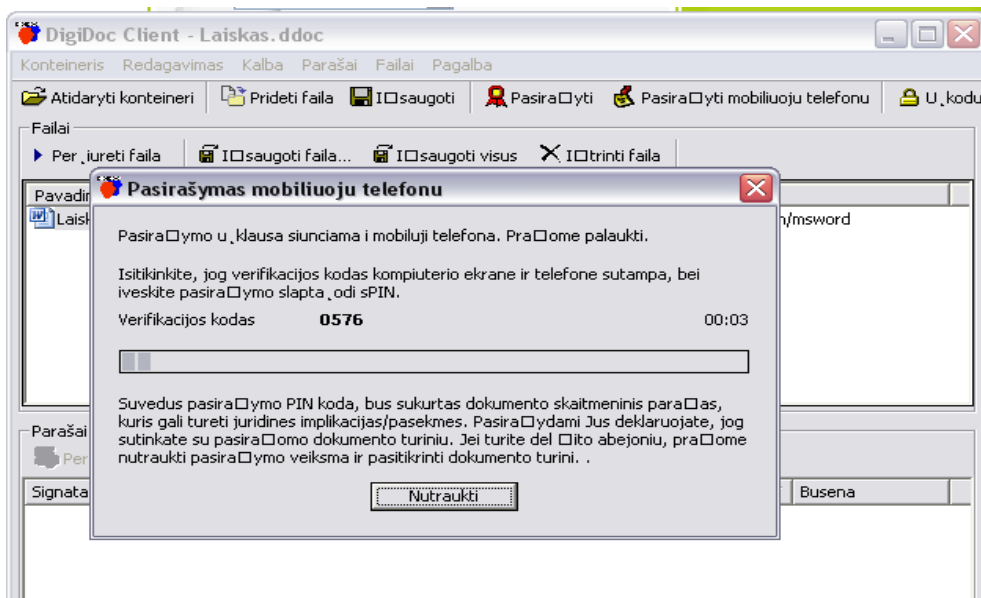 DigiDoc Client - Laiskas.ddoc
Konteineris Redagavimas Kalba Parašai Failai Pagalba
Atidaryti konteineri Prideti faila I□saugoti Pasira□yti Pasira□yti mobiliuoju telefonu U¸kodu
Failai
Per¸iureti faila I□saugoti faila... I□saugoti visus I□trinti faila
Pasirašymas mobiliuoju telefonu
Pavadir
Laisk n/msword
Pasira□ymo u¸klausa siunciama i mobiluji telefona. Pra□ome palaukti.
Isitikinkite, jog verifikacijos kodas kompiuterio ekrane ir telefone sutampa, bei
iveskite pasira□ymo slapta¸odi sPIN.
Verifikacijos kodas 0576 00:03
Suvedus pasira□ymo PIN koda, bus sukurtas dokumento skaitmeninis para□as,
kuris gali tureti juridines implikacijas/pasekmes. Pasira□ydami Jus deklaruojate, jog
sutinkate su pasira□omo dokumento turiniu. Jei turite del □ito abejoniu, pra□ome
nutraukti pasira□ymo veiksma ir pasitikrinti dokumento turini. .
Nutraukti
Parašai
Per
Signata Busena